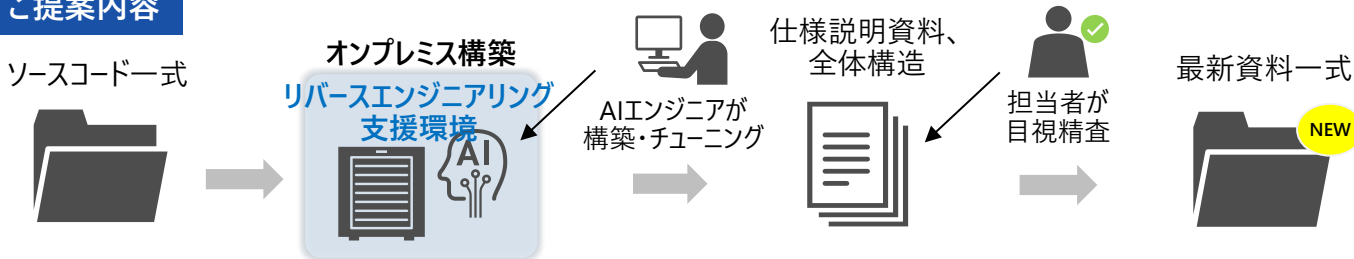 ご提案内容
ソースコード一式
オンプレミス構築
リバースエンジニアリング
支援環境
AI
AIエンジニアが
構築・チューニング
仕様説明資料、
全体構造
担当者が
目視精査
最新資料一式
NEW